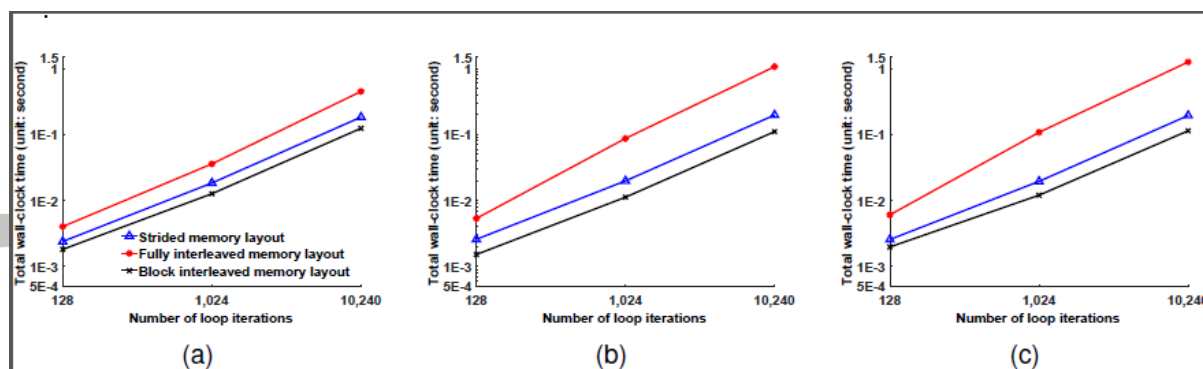 Total wall-clock time (unit: second)
1.5
1
1E-1
1E-2
1E-3
5E-4
128
1,024
10,240
Number of loop iterations
Strided memory layout
Fully interleaved memory layout
Block interleaved memory layout
(a)
Total wall-clock time (unit: second)
1.5
1
1E-1
1E-2
1E-3
5E-4
128
1,024
10,240
Number of loop iterations
(b)
Total wall-clock time (unit: second)
1.5
1
1E-1
1E-2
1E-3
5E-4
128
1,024
10,240
Number of loop iterations
(c)